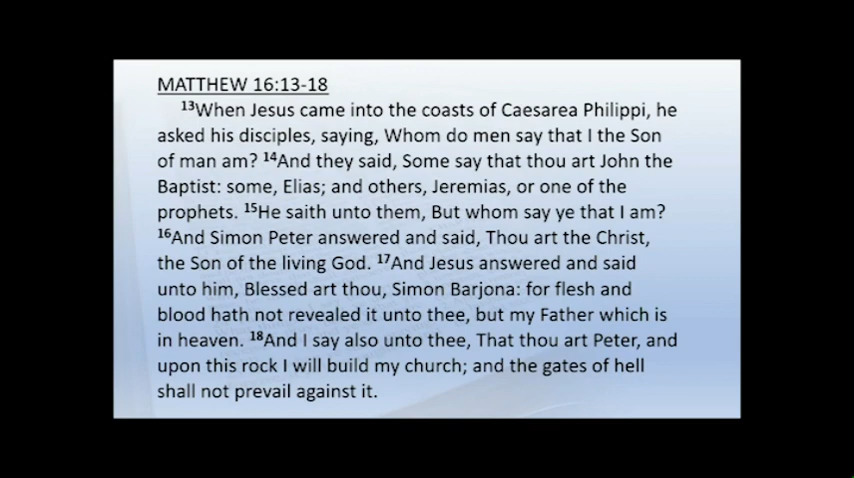 MATTHEW 16:13-18
¹³When Jesus came into the coasts of Caesarea Philippi, he
asked his disciples, saying, Whom do men say that I the Son
of man am? ¹⁴And they said, Some say that thou art John the
Baptist: some, Elias; and others, Jeremias, or one of the
prophets. ¹⁵He saith unto them, But whom say ye that I am?
¹⁶And Simon Peter answered and said, Thou art the Christ,
the Son of the living God. ¹⁷And Jesus answered and said
unto him, Blessed art thou, Simon Barjona: for flesh and
blood hath not revealed it unto thee, but my Father which is
in heaven. ¹⁸And I say also unto thee, That thou art Peter, and
upon this rock I will build my church; and the gates of hell
shall not prevail against it.